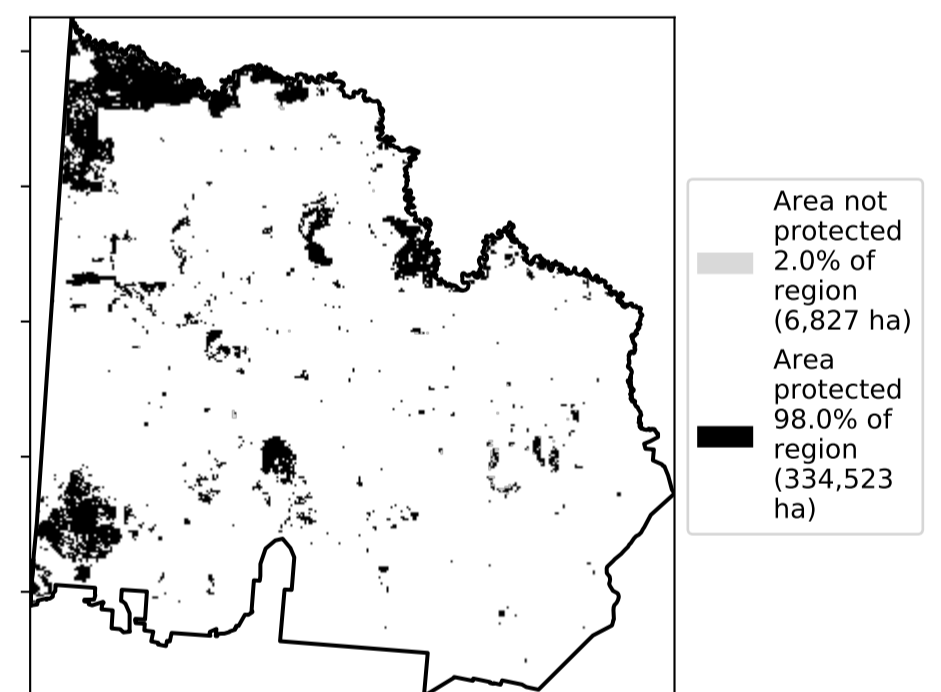 Area not
protected
2.0% of
region
(6,827 ha)
Area
protected
98.0% of
region
(334,523
ha)